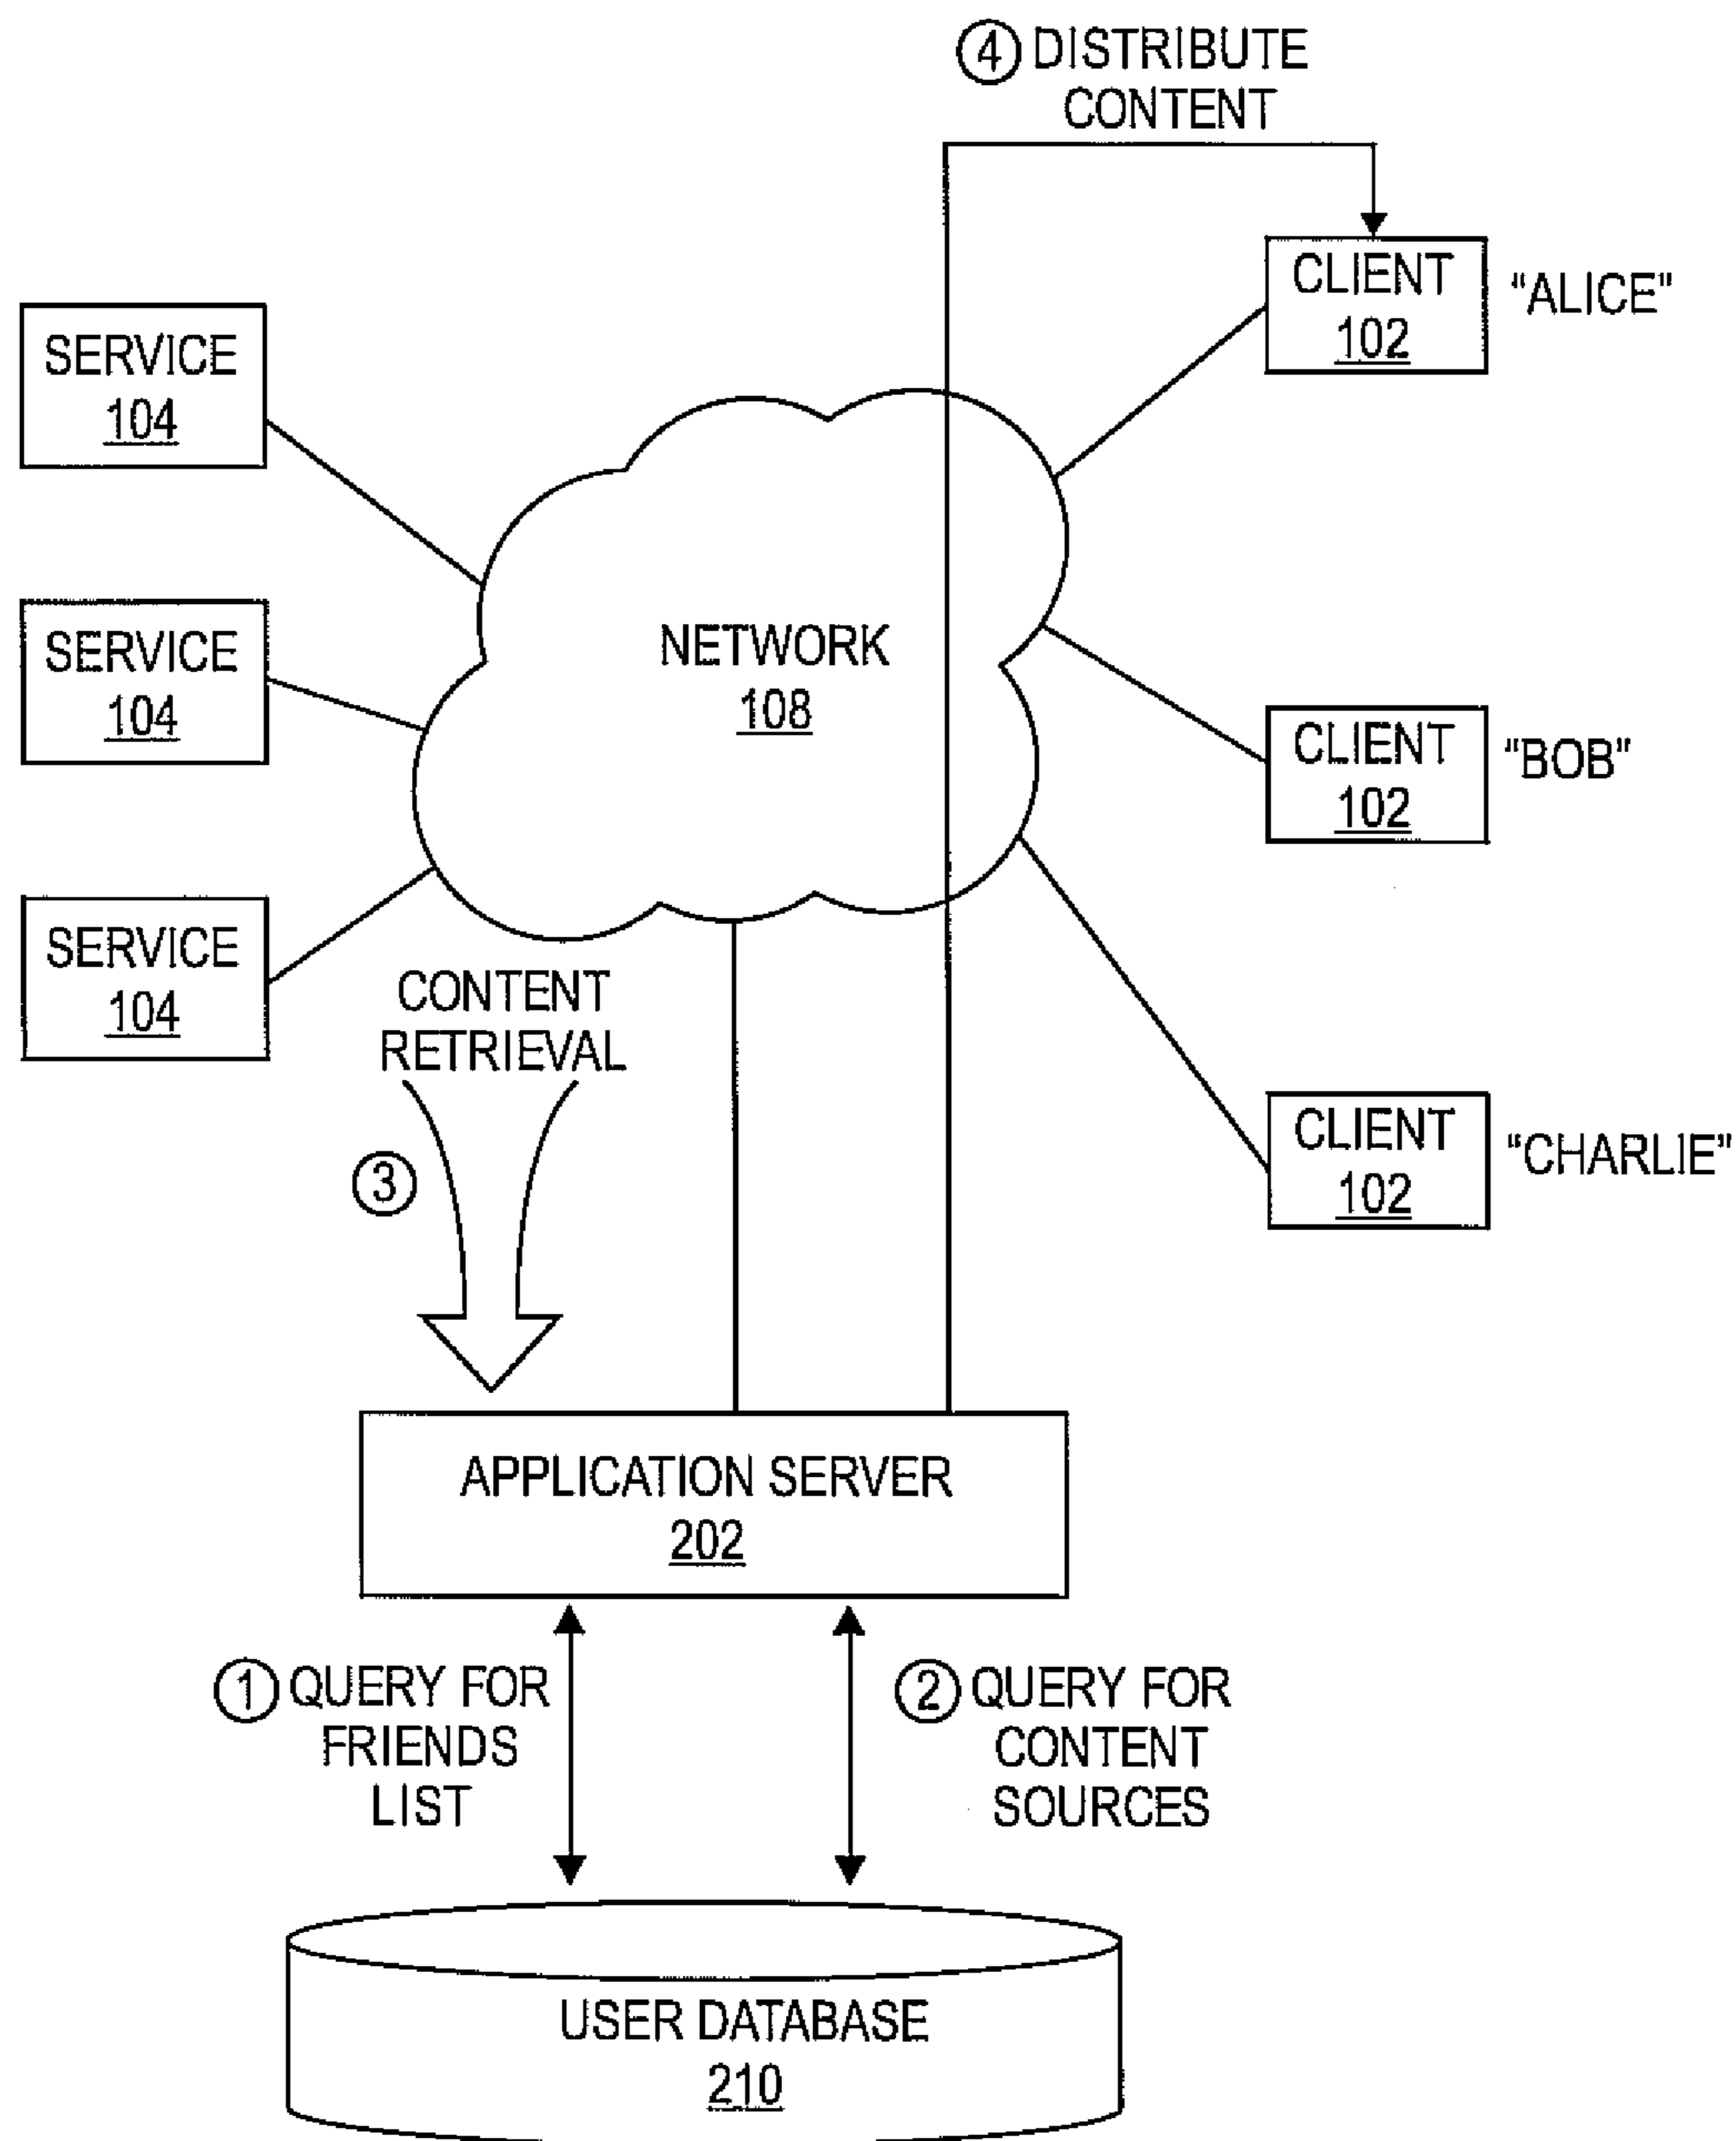 ④ DISTRIBUTE
CONTENT
CLIENT
102
"ALICE"
SERVICE
104
SERVICE
104
NETWORK
108
CLIENT
102
"BOB"
SERVICE
104
CONTENT
RETRIEVAL
③
CLIENT
102
"CHARLIE"
APPLICATION SERVER
202
① QUERY FOR
FRIENDS
LIST
② QUERY FOR
CONTENT
SOURCES
USER DATABASE
210